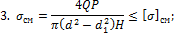 3. σсм = 4QP / π(d² − d₁²)H ≤ [σ]см;